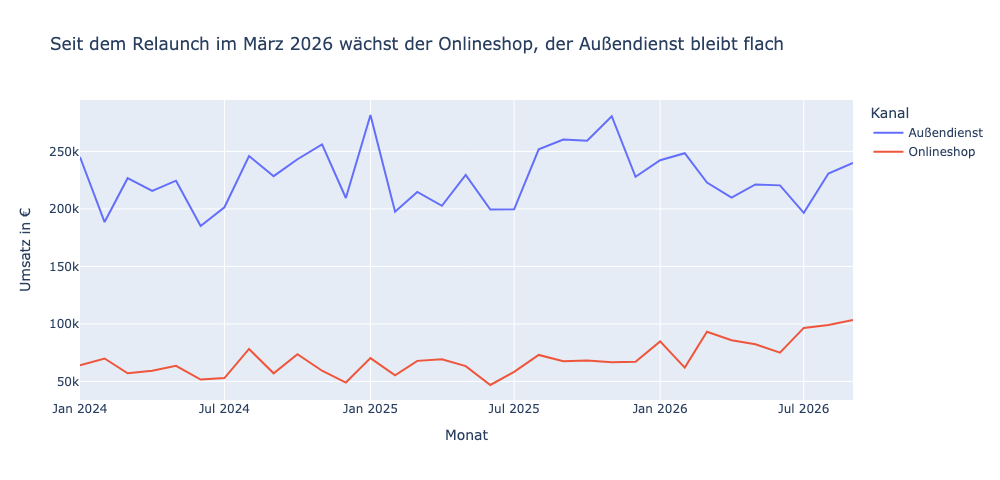 Seit dem Relaunch im März 2026 wächst der Onlineshop, der Außendienst bleibt flach
Kanal
Außendienst
Onlineshop
250k
200k
150k
100k
50k
Umsatz in €
Jan 2024
Jul 2024
Jan 2025
Jul 2025
Jan 2026
Jul 2026
Monat